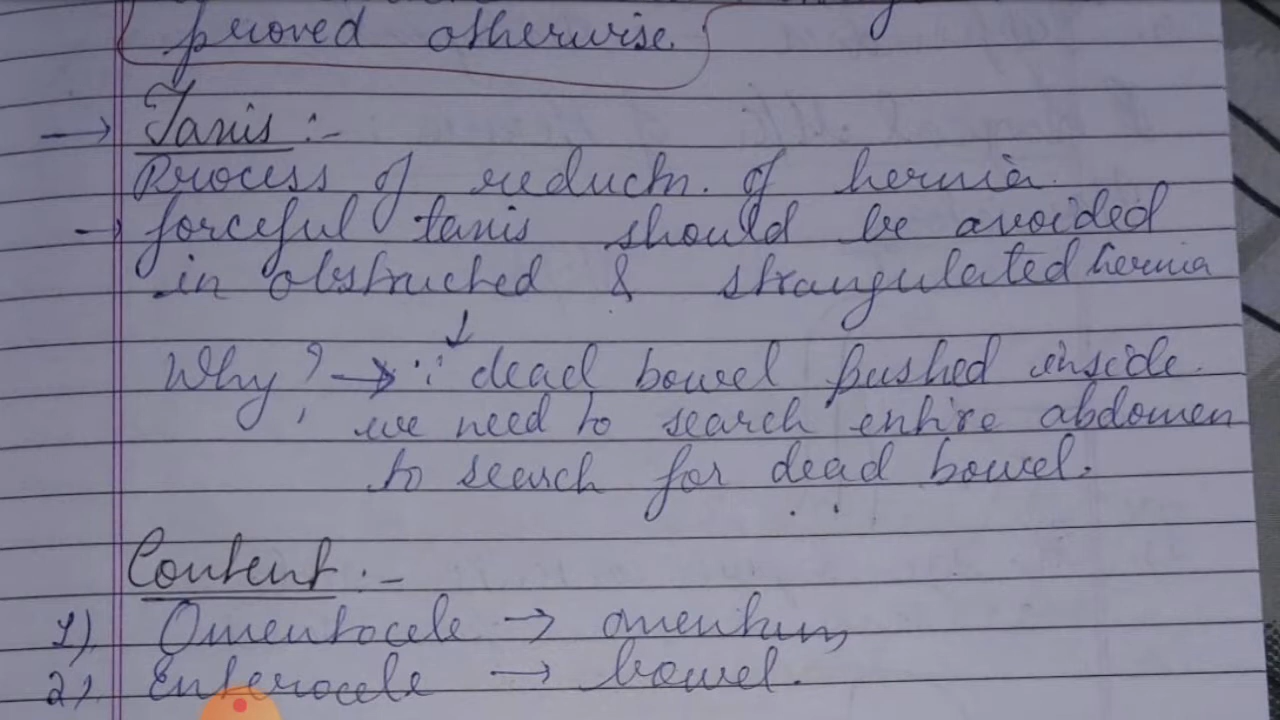 proved otherwise.
→ Taxis :-
Process of reductn. of hernia.
→ forceful taxis should be avoided
in obstructed & strangulated hernia
↓
Why? → ∵ dead bowel pushed inside.
, we need to search entire abdomen
to search for dead bowel.
Content :-
1). Omentocele → omentum,
2). Enterocele → bowel.